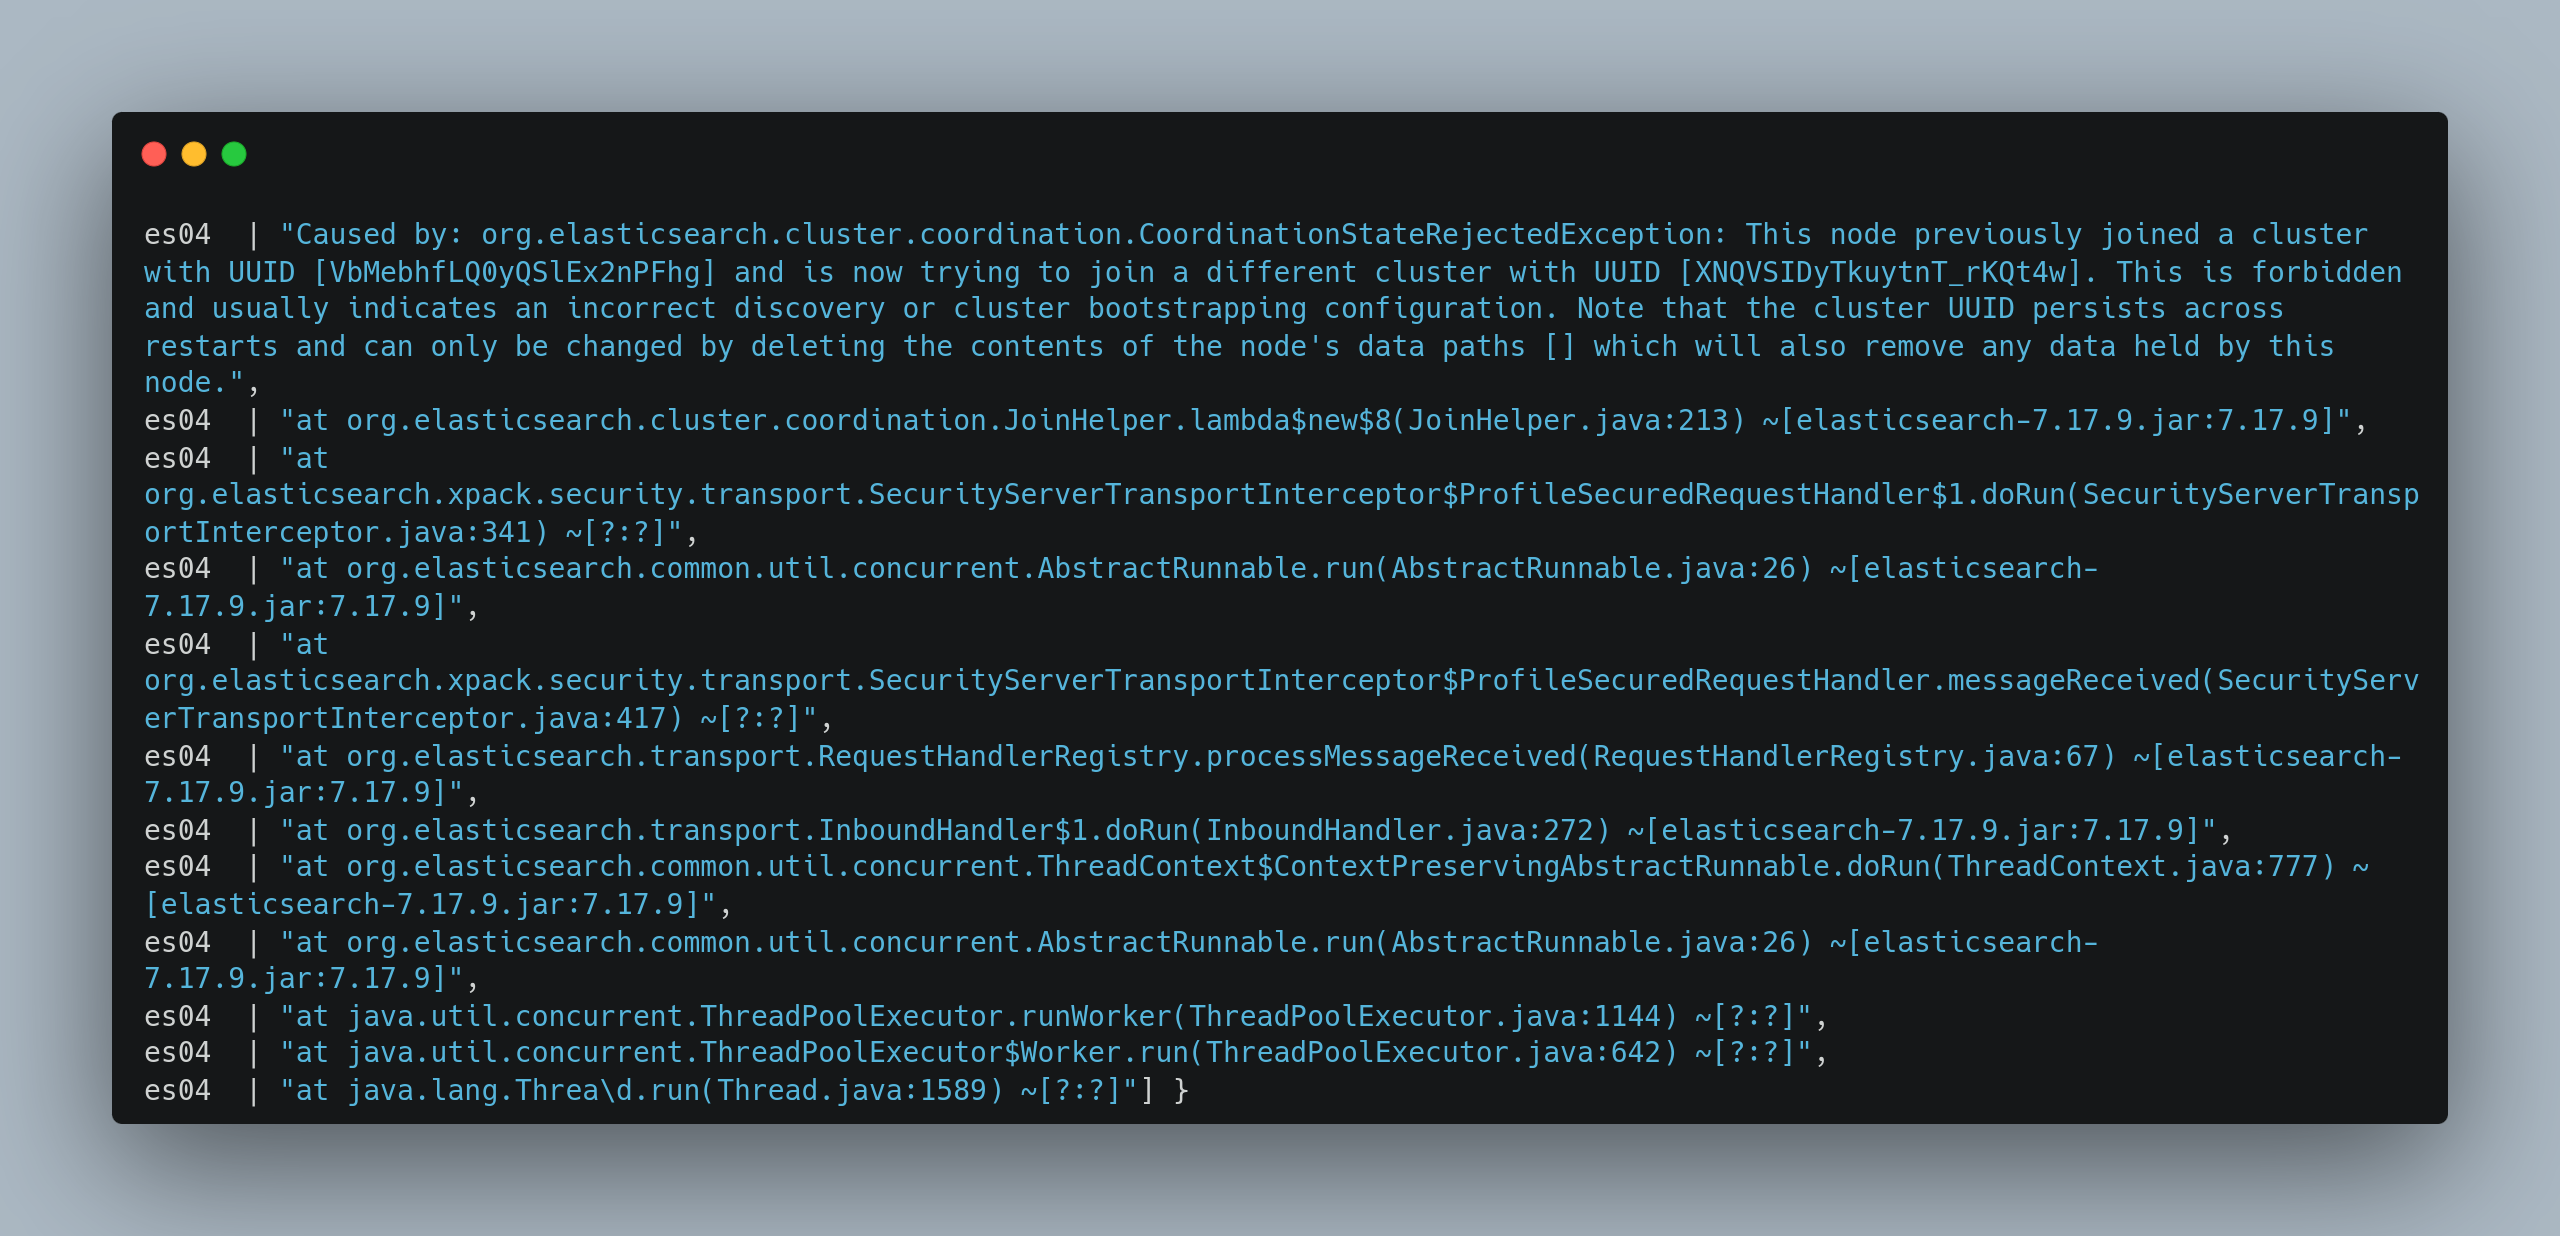 es04  | "Caused by: org.elasticsearch.cluster.coordination.CoordinationStateRejectedException: This node previously joined a cluster
with UUID [VbMebhfLQ0yQSlEx2nPFhg] and is now trying to join a different cluster with UUID [XNQVSIDyTkuytnT_rKQt4w]. This is forbidden
and usually indicates an incorrect discovery or cluster bootstrapping configuration. Note that the cluster UUID persists across
restarts and can only be changed by deleting the contents of the node's data paths [] which will also remove any data held by this
node.",
es04  | "at org.elasticsearch.cluster.coordination.JoinHelper.lambda$new$8(JoinHelper.java:213) ~[elasticsearch-7.17.9.jar:7.17.9]",
es04  | "at
org.elasticsearch.xpack.security.transport.SecurityServerTransportInterceptor$ProfileSecuredRequestHandler$1.doRun(SecurityServerTransp
ortInterceptor.java:341) ~[?:?]",
es04  | "at org.elasticsearch.common.util.concurrent.AbstractRunnable.run(AbstractRunnable.java:26) ~[elasticsearch-
7.17.9.jar:7.17.9]",
es04  | "at
org.elasticsearch.xpack.security.transport.SecurityServerTransportInterceptor$ProfileSecuredRequestHandler.messageReceived(SecurityServ
erTransportInterceptor.java:417) ~[?:?]",
es04  | "at org.elasticsearch.transport.RequestHandlerRegistry.processMessageReceived(RequestHandlerRegistry.java:67) ~[elasticsearch-
7.17.9.jar:7.17.9]",
es04  | "at org.elasticsearch.transport.InboundHandler$1.doRun(InboundHandler.java:272) ~[elasticsearch-7.17.9.jar:7.17.9]",
es04  | "at org.elasticsearch.common.util.concurrent.ThreadContext$ContextPreservingAbstractRunnable.doRun(ThreadContext.java:777) ~
[elasticsearch-7.17.9.jar:7.17.9]",
es04  | "at org.elasticsearch.common.util.concurrent.AbstractRunnable.run(AbstractRunnable.java:26) ~[elasticsearch-
7.17.9.jar:7.17.9]",
es04  | "at java.util.concurrent.ThreadPoolExecutor.runWorker(ThreadPoolExecutor.java:1144) ~[?:?]",
es04  | "at java.util.concurrent.ThreadPoolExecutor$Worker.run(ThreadPoolExecutor.java:642) ~[?:?]",
es04  | "at java.lang.Threa\d.run(Thread.java:1589) ~[?:?]"] }